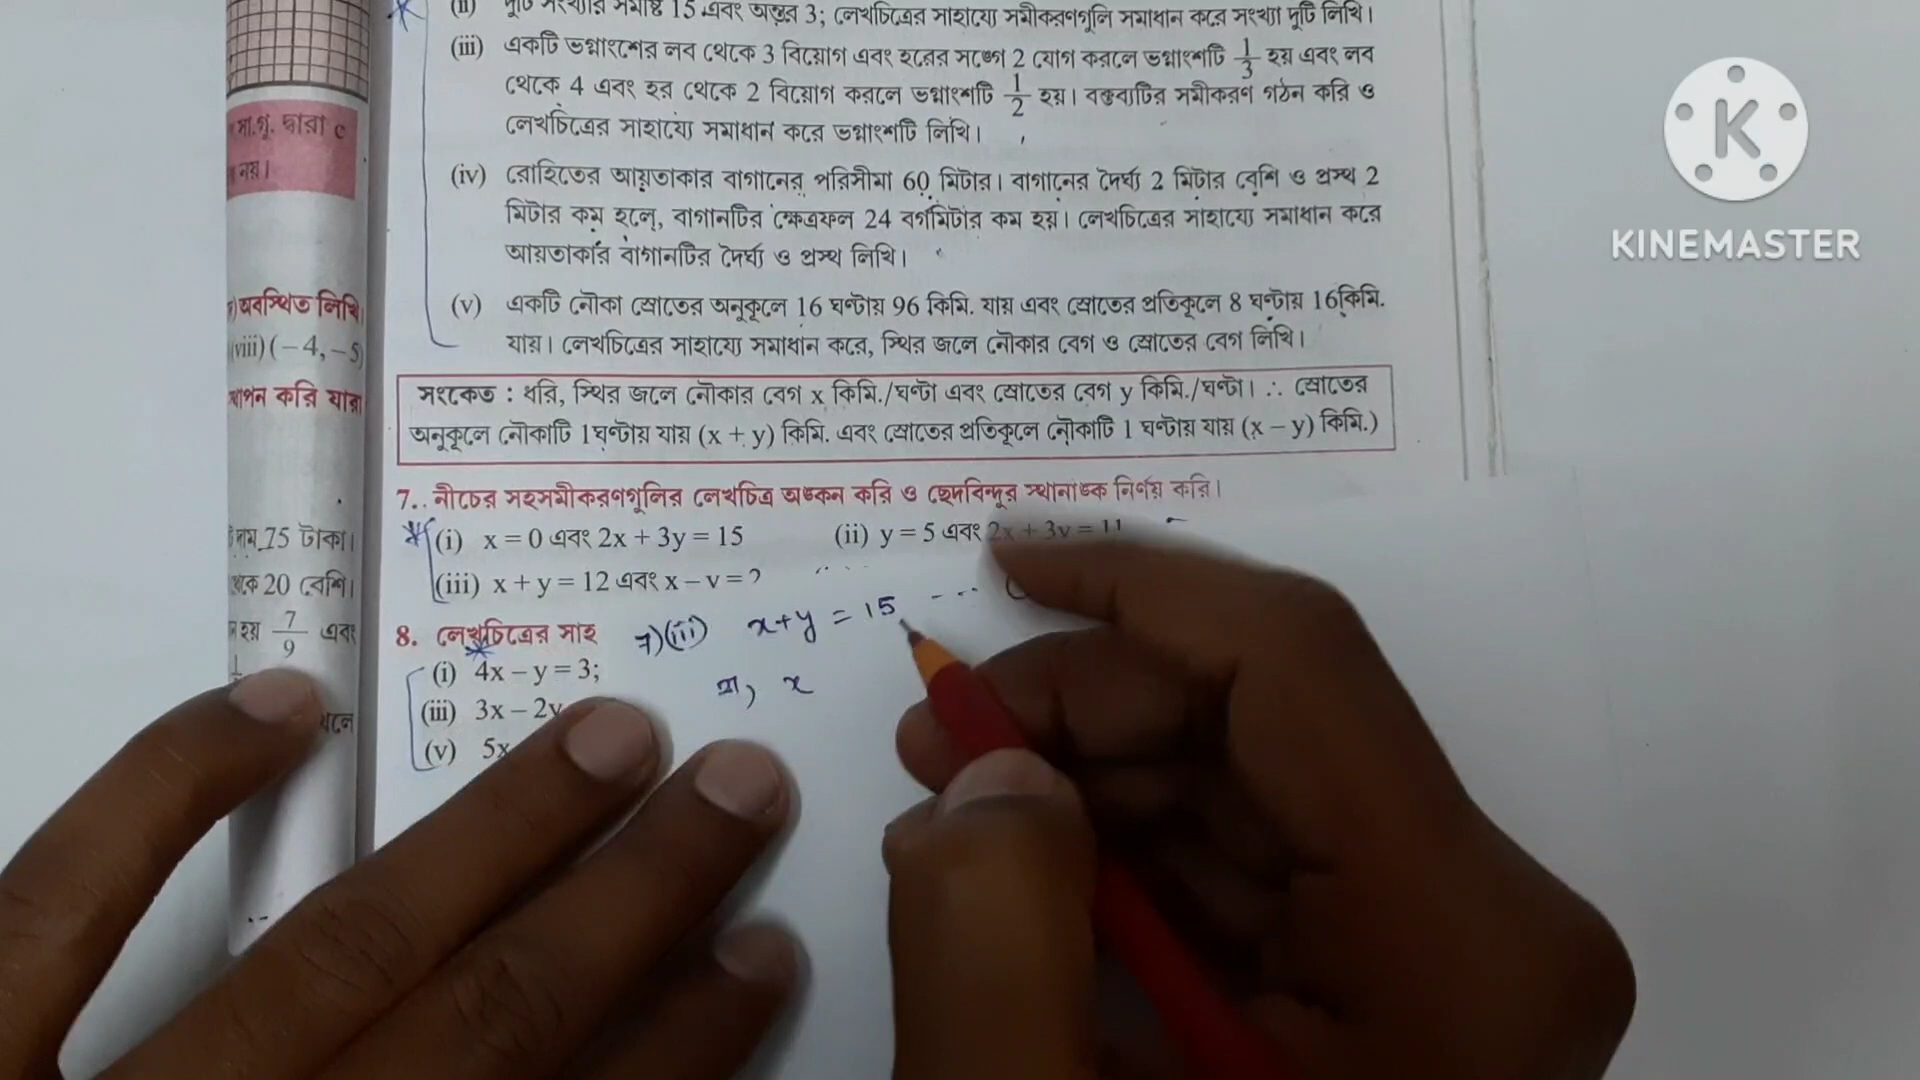 (ii) দুটি সংখ্যার সমষ্টি 15 এবং অন্তর 3; লেখচিত্রের সাহায্যে সমীকরণগুলি সমাধান করে সংখ্যা দুটি লিখি।
(iii) একটি ভগ্নাংশের লব থেকে 3 বিয়োগ এবং হরের সঙ্গে 2 যোগ করলে ভগ্নাংশটি 1/3 হয় এবং লব
থেকে 4 এবং হর থেকে 2 বিয়োগ করলে ভগ্নাংশটি 1/2 হয়। বক্তব্যটির সমীকরণ গঠন করি ও
লেখচিত্রের সাহায্যে সমাধান করে ভগ্নাংশটি লিখি।
(iv) রোহিতের আয়তাকার বাগানের পরিসীমা 60 মিটার। বাগানের দৈর্ঘ্য 2 মিটার বেশি ও প্রস্থ 2
মিটার কম হলে, বাগানটির ক্ষেত্রফল 24 বর্গমিটার কম হয়। লেখচিত্রের সাহায্যে সমাধান করে
আয়তাকার বাগানটির দৈর্ঘ্য ও প্রস্থ লিখি।
(v) একটি নৌকা স্রোতের অনুকূলে 16 ঘণ্টায় 96 কিমি. যায় এবং স্রোতের প্রতিকূলে 8 ঘণ্টায় 16কিমি.
যায়। লেখচিত্রের সাহায্যে সমাধান করে, স্থির জলে নৌকার বেগ ও স্রোতের বেগ লিখি।
সংকেত : ধরি, স্থির জলে নৌকার বেগ x কিমি./ঘণ্টা এবং স্রোতের বেগ y কিমি./ঘণ্টা। ∴ স্রোতের
অনুকূলে নৌকাটি 1ঘণ্টায় যায় (x + y) কিমি. এবং স্রোতের প্রতিকূলে নৌকাটি 1 ঘণ্টায় যায় (x – y) কিমি.)
7. নীচের সহসমীকরণগুলির লেখচিত্র অঙ্কন করি ও ছেদবিন্দুর স্থানাঙ্ক নির্ণয় করি।
(i) x = 0 এবং 2x + 3y = 15 (ii) y = 5 এবং 2x + 3y = 11
(iii) x + y = 12 এবং x – y = 2
8. লেখচিত্রের সাহ
(i) 4x – y = 3;
(iii) 3x – 2y
(v) 5x
7)(iii) x+y = 15 ---
বা, x
সা.গু. দ্বারা c
নয়।
অবস্থিত লিখি
(viii) (– 4, – 5)
স্থাপন করি যারা
দাম 75 টাকা।
থেকে 20 বেশি।
হয় 7/9 এবং
KINEMASTER